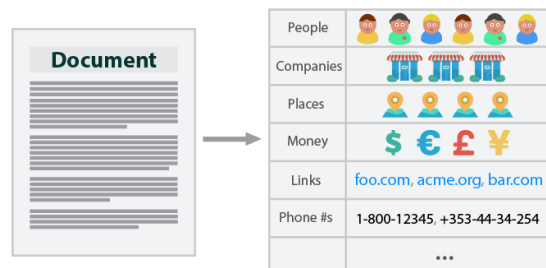 Document
People
Companies
Places
Money
$ € £ ¥
Links foo.com, acme.org, bar.com
Phone #s 1-800-12345, +353-44-34-254
...